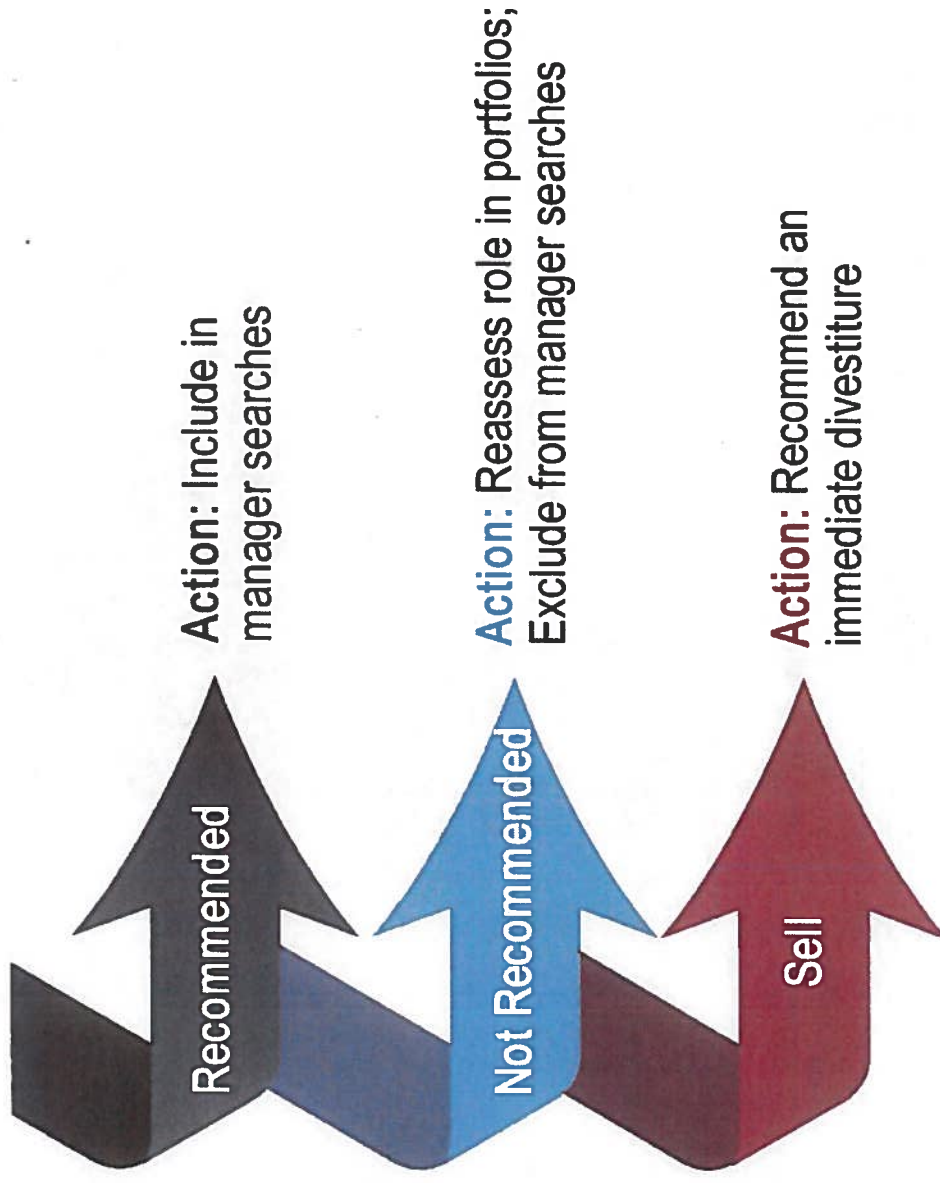 Recommended
Action: Include in
manager searches
Not Recommended
Action: Reassess role in portfolios;
Exclude from manager searches
Sell
Action: Recommend an
immediate divestiture